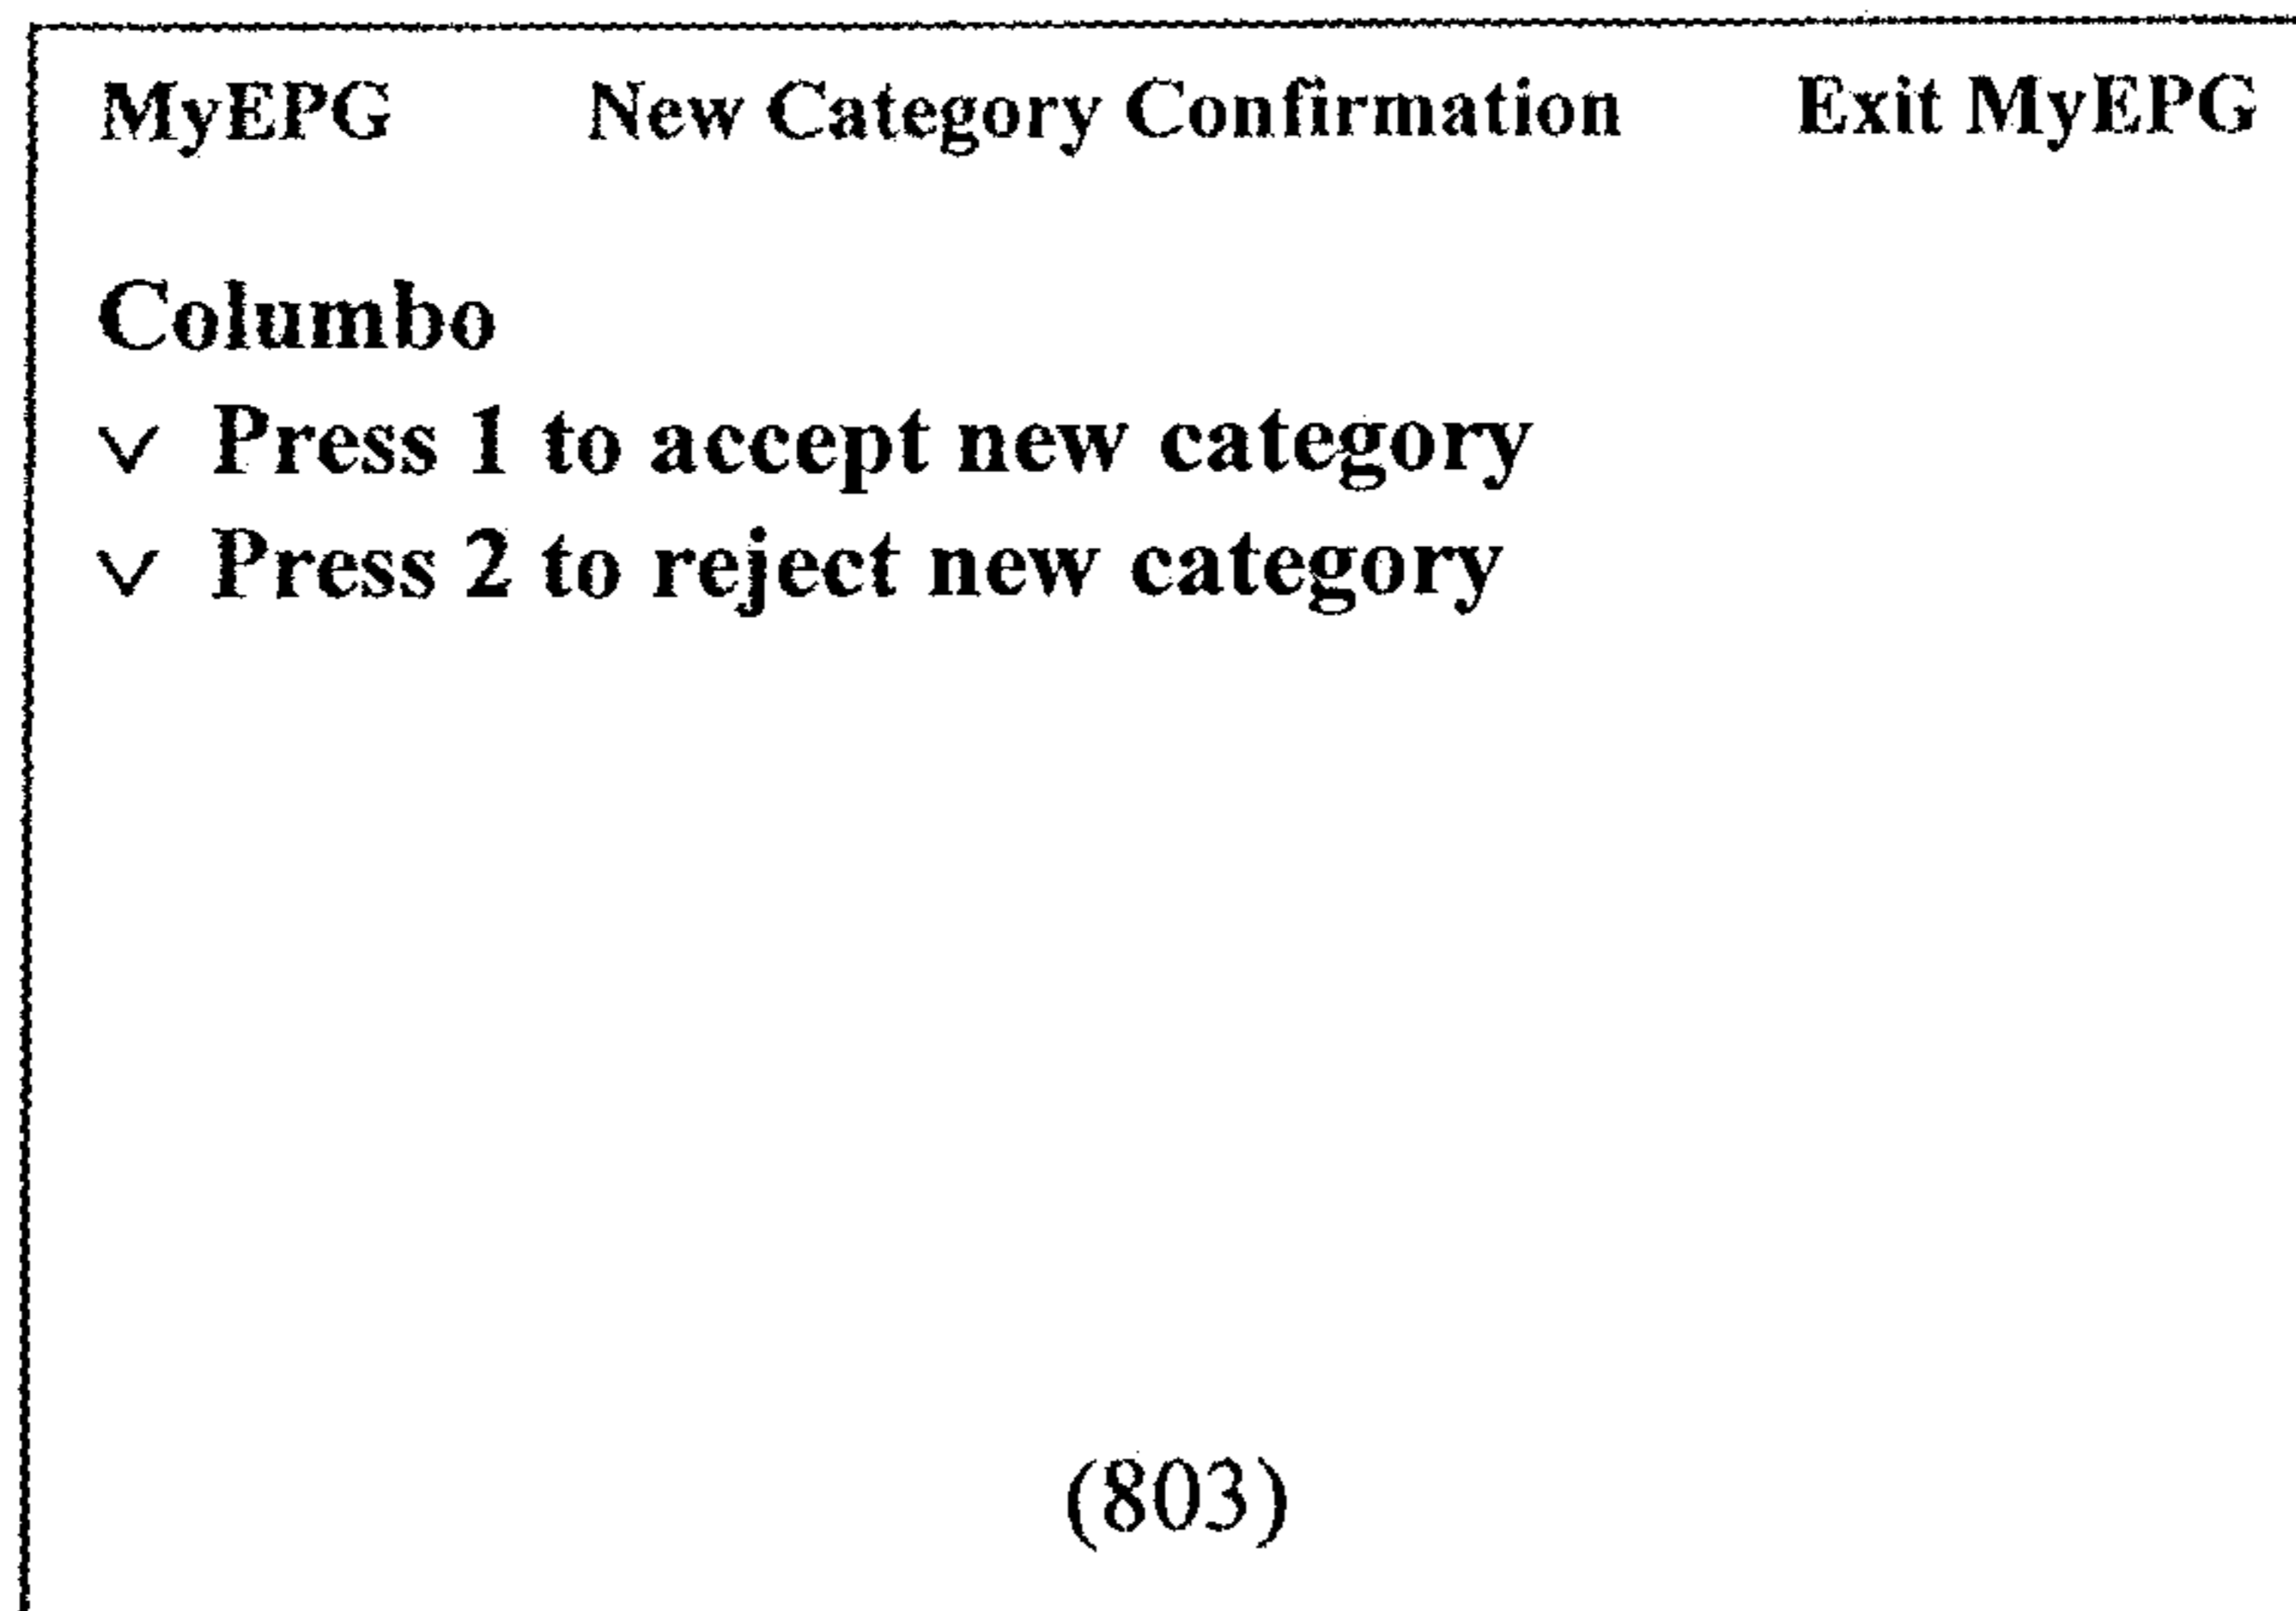 MyEPG New Category Confirmation Exit MyEPG
Columbo
v Press 1 to accept new category
v Press 2 to reject new category
(803)